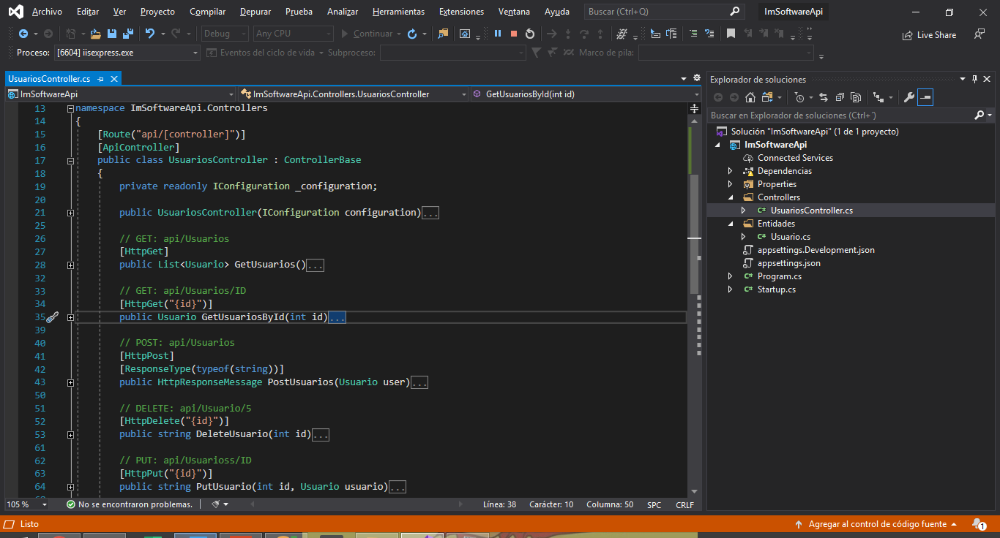 Archivo Editar Ver Proyecto Compilar Depurar Prueba Analizar Herramientas Extensiones Ventana Ayuda Buscar (Ctrl+Q) ImSoftwareApi
Debug Any CPU Continuar Live Share
Proceso: [6604] iisexpress.exe Eventos del ciclo de vida Subproceso: Marco de pila:
UsuariosController.cs
ImSoftwareApi ImSoftwareApi.Controllers.UsuariosController GetUsuariosById(int id)
13 namespace ImSoftwareApi.Controllers
14 {
15 [Route("api/[controller]")]
16 [ApiController]
17 public class UsuariosController : ControllerBase
18 {
19 private readonly IConfiguration _configuration;
20
21 public UsuariosController(IConfiguration configuration)...
25
26 // GET: api/Usuarios
27 [HttpGet]
28 public List<Usuario> GetUsuarios()...
32
33 // GET: api/Usuarios/ID
34 [HttpGet("{id}")]
35 public Usuario GetUsuariosById(int id)...
39
40 // POST: api/Usuarios
41 [HttpPost]
42 [ResponseType(typeof(string))]
43 public HttpResponseMessage PostUsuarios(Usuario user)...
50
51 // DELETE: api/Usuario/5
52 [HttpDelete("{id}")]
53 public string DeleteUsuario(int id)...
61
62 // PUT: api/Usuarioss/ID
63 [HttpPut("{id}")]
64 public string PutUsuario(int id, Usuario usuario)...
105 % No se encontraron problemas. Línea: 38 Carácter: 10 Columna: 50 SPC CRLF
Explorador de soluciones
Buscar en Explorador de soluciones (Ctrl+´)
Solución "ImSoftwareApi" (1 de 1 proyecto)
ImSoftwareApi
Connected Services
Dependencias
Properties
Controllers
C# UsuariosController.cs
Entidades
C# Usuario.cs
appsettings.Development.json
appsettings.json
C# Program.cs
C# Startup.cs
Listo Agregar al control de código fuente 1